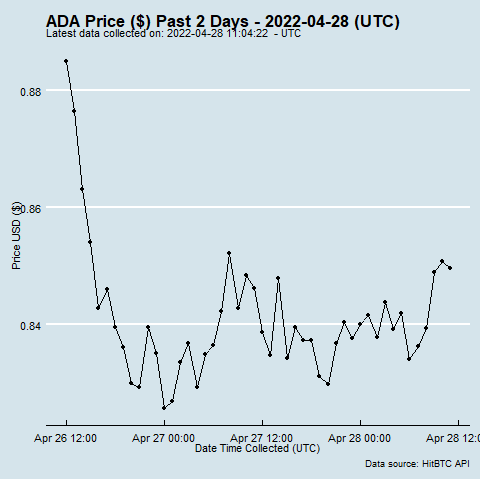 ADA Price ($) Past 2 Days - 2022-04-28 (UTC)
Latest data collected on: 2022-04-28 11:04:22 - UTC
0.88
0.86
0.84
Price USD ($)
Apr 26 12:00
Apr 27 00:00
Apr 27 12:00
Apr 28 00:00
Apr 28 12:
Date Time Collected (UTC)
Data source: HitBTC API